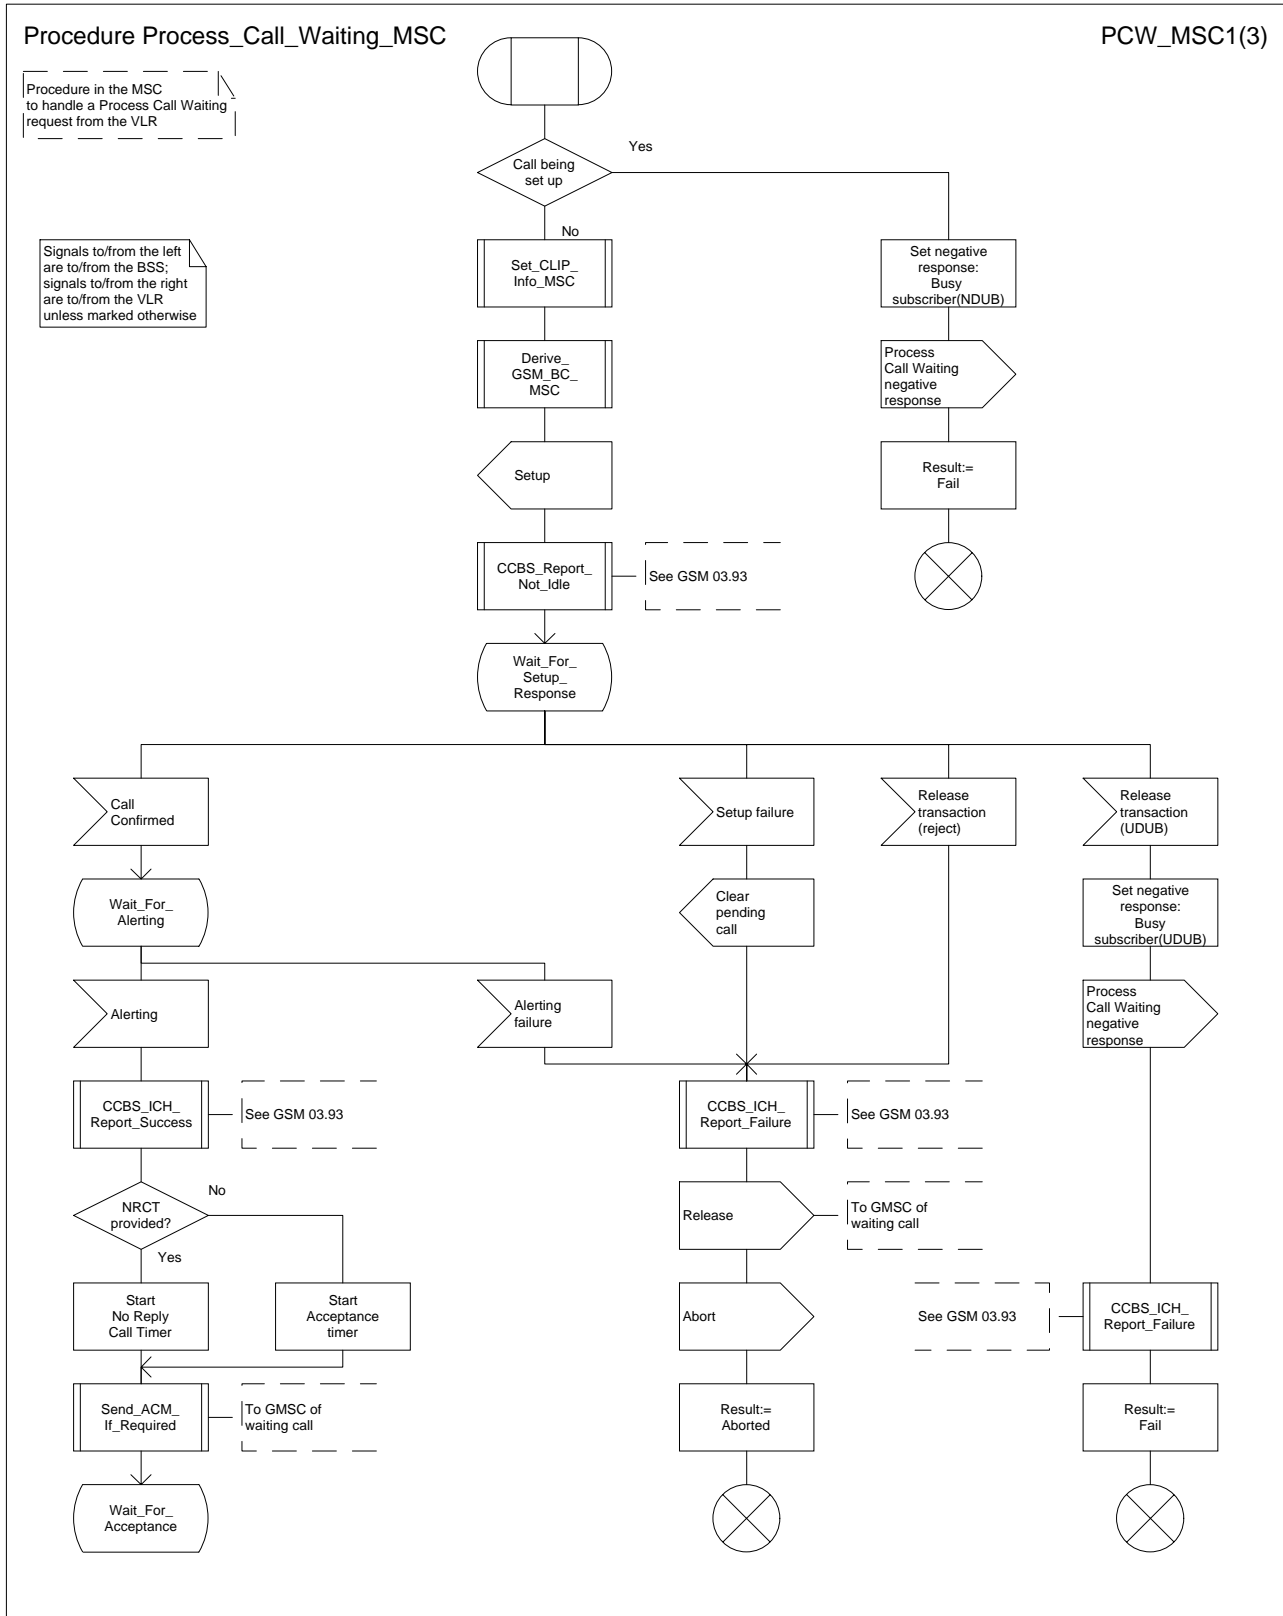 Procedure Process_Call_Waiting_MSC
PCW_MSC1(3)
Procedure in the MSC
to handle a Process Call Waiting
request from the VLR
Signals to/from the left
are to/from the BSS;
signals to/from the right
are to/from the VLR
unless marked otherwise
Call being
set up
Yes
No
Set_CLIP_
Info_MSC
Set negative
response:
Busy
subscriber(NDUB)
Derive_
GSM_BC_
MSC
Process
Call Waiting
negative
response
Setup
Result:=
Fail
CCBS_Report_
Not_Idle
See GSM 03.93
Wait_For_
Setup_
Response
Call
Confirmed
Setup failure
Release
transaction
(reject)
Release
transaction
(UDUB)
Wait_For_
Alerting
Clear
pending
call
Set negative
response:
Busy
subscriber(UDUB)
Alerting
Alerting
failure
Process
Call Waiting
negative
response
CCBS_ICH_
Report_Success
See GSM 03.93
CCBS_ICH_
Report_Failure
See GSM 03.93
NRCT
provided?
No
Yes
Release
To GMSC of
waiting call
Start
No Reply
Call Timer
Start
Acceptance
timer
Abort
See GSM 03.93
CCBS_ICH_
Report_Failure
Send_ACM_
If_Required
To GMSC of
waiting call
Result:=
Aborted
Result:=
Fail
Wait_For_
Acceptance